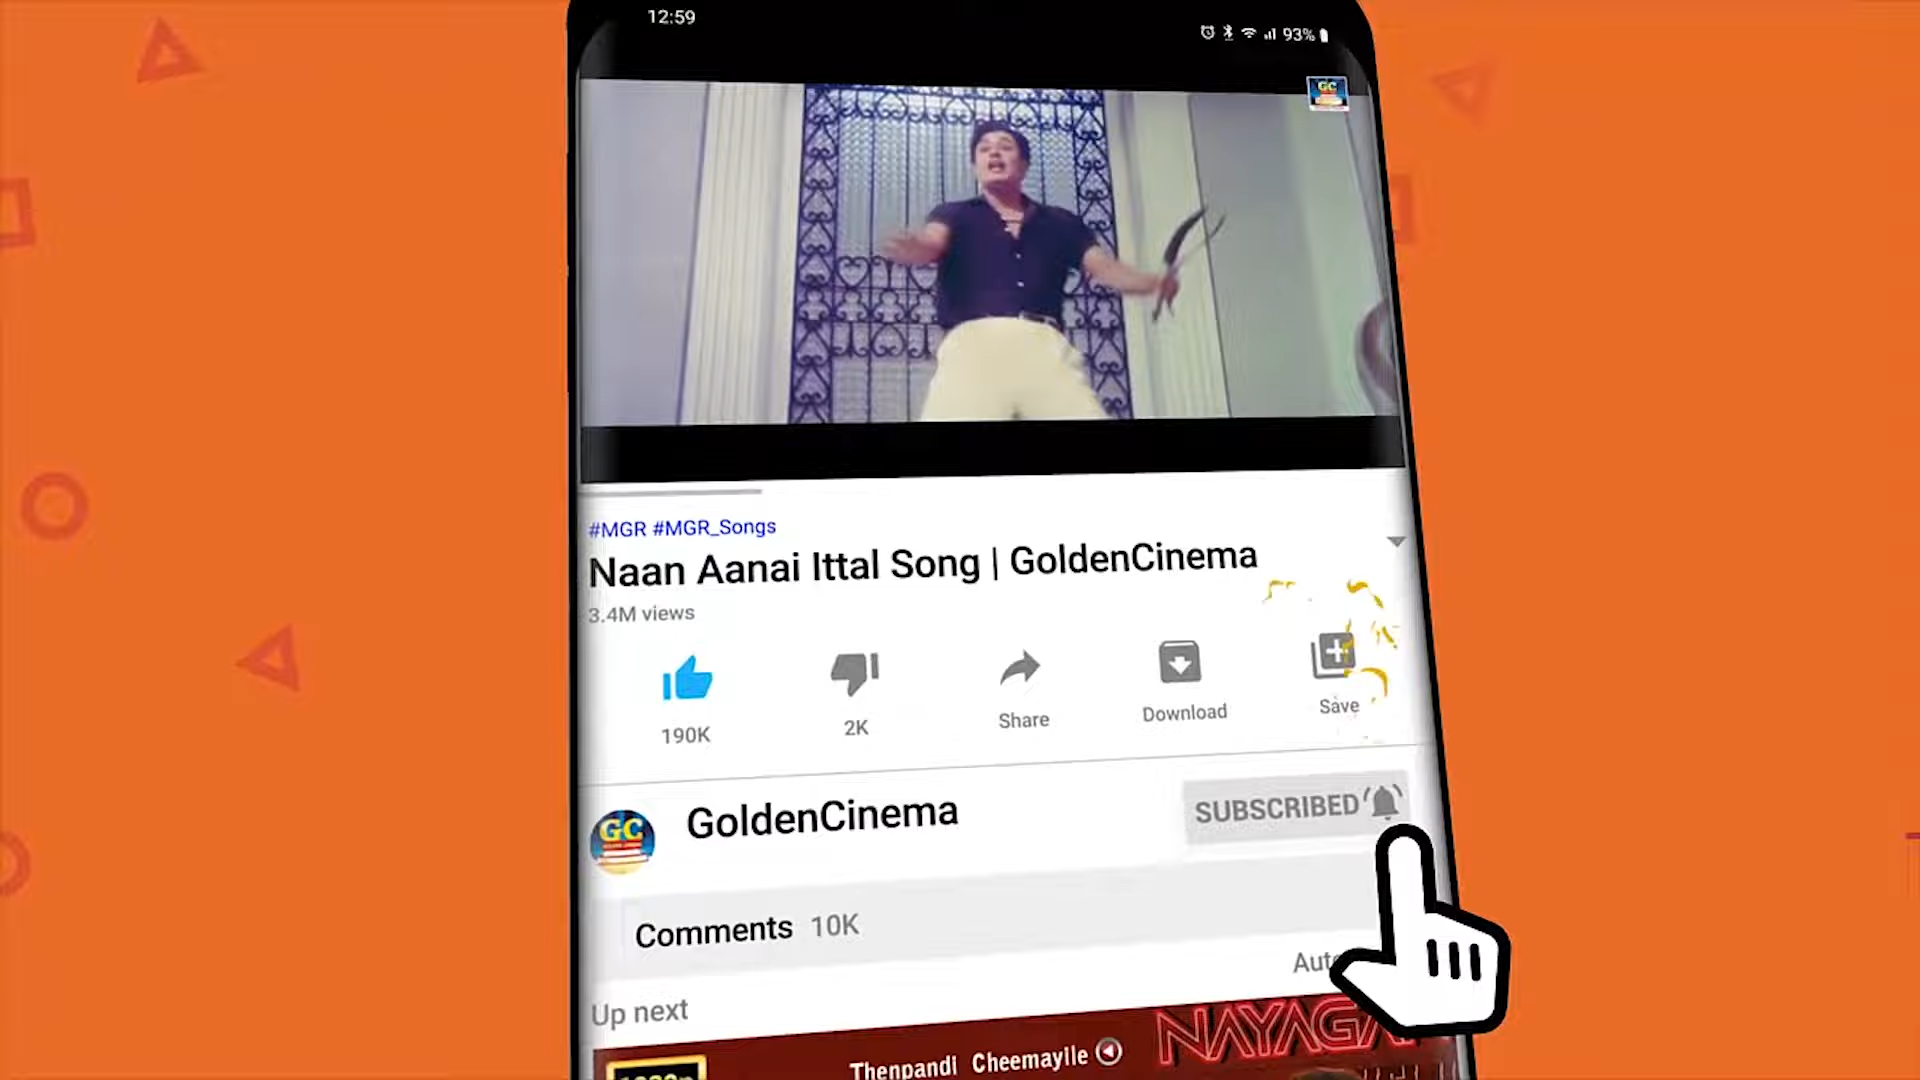 12:59
93%
GC
#MGR #MGR_Songs
Naan Aanai Ittal Song | GoldenCinema
3.4M views
190K
2K
Share
Download
Save
GC
GoldenCinema
SUBSCRIBED
Comments 10K
Up next
Thenpandi Cheemayile